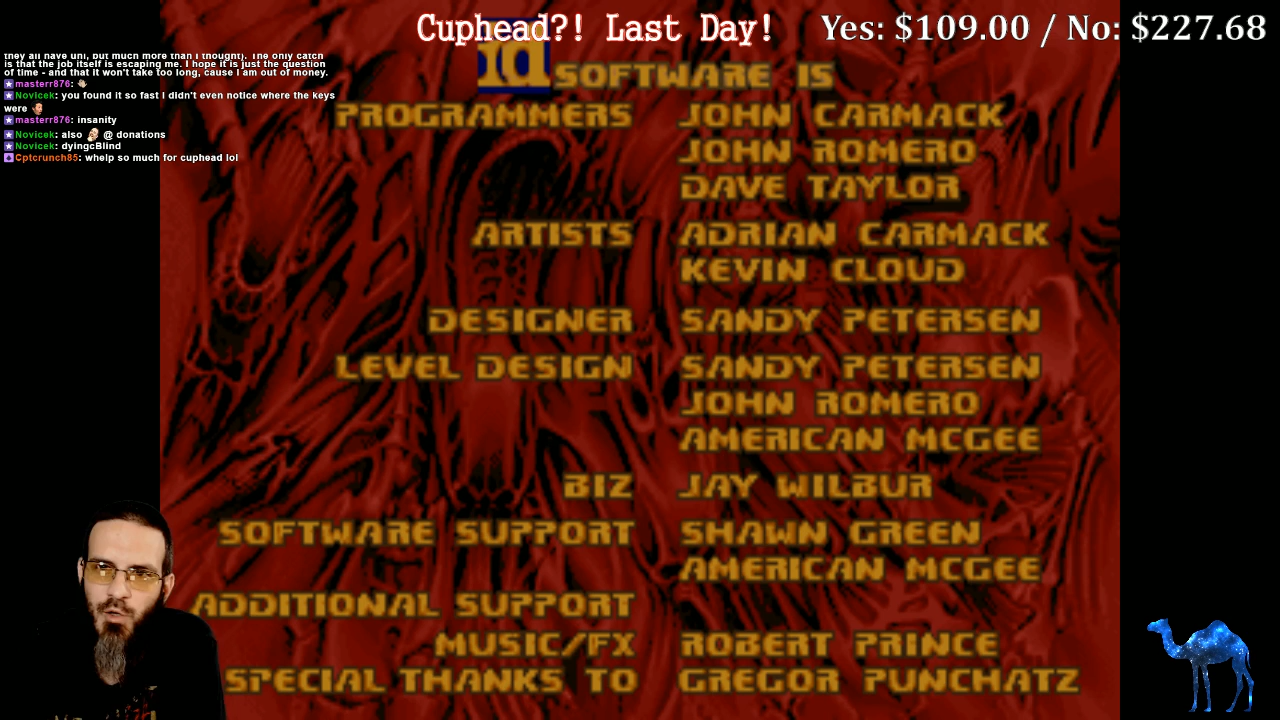 Cuphead?! Last Day! Yes: $109.00 / No: $227.68
they all have uni, but much more than I thought). The only catch
is that the job itself is escaping me. I hope it is just the question
of time - and that it won't take too long, cause I am out of money.
masterr876:
Novicek: you found it so fast I didn't even notice where the keys
were
masterr876: insanity
Novicek: also @ donations
Novicek: dyingcBlind
Cptcrunch85: whelp so much for cuphead lol
id SOFTWARE IS
PROGRAMMERS JOHN CARMACK
JOHN ROMERO
DAVE TAYLOR
ARTISTS ADRIAN CARMACK
KEVIN CLOUD
DESIGNER SANDY PETERSEN
LEVEL DESIGN SANDY PETERSEN
JOHN ROMERO
AMERICAN MCGEE
BIZ JAY WILBUR
SOFTWARE SUPPORT SHAWN GREEN
AMERICAN MCGEE
ADDITIONAL SUPPORT
MUSIC/FX ROBERT PRINCE
SPECIAL THANKS TO GREGOR PUNCHATZ